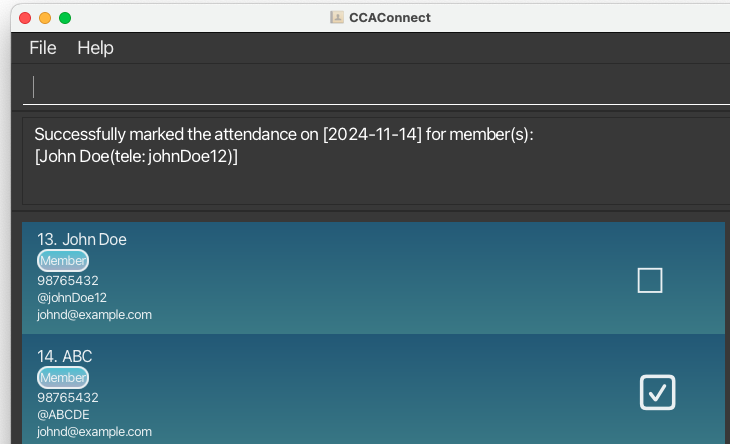 CCAConnect
File Help
Successfully marked the attendance on [2024-11-14] for member(s):
[John Doe(tele: johnDoe12)]
13. John Doe
Member
98765432
@johnDoe12
johnd@example.com
14. ABC
Member
98765432
@ABCDE
johnd@example.com